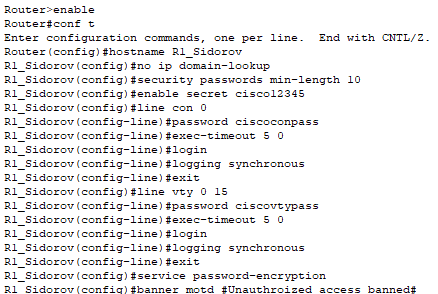 Router>enable
Router#conf t
Enter configuration commands, one per line.  End with CNTL/Z.
Router(config)#hostname R1_Sidorov
R1_Sidorov(config)#no ip domain-lookup
R1_Sidorov(config)#security passwords min-length 10
R1_Sidorov(config)#enable secret cisco12345
R1_Sidorov(config)#line con 0
R1_Sidorov(config-line)#password ciscoconpass
R1_Sidorov(config-line)#exec-timeout 5 0
R1_Sidorov(config-line)#login
R1_Sidorov(config-line)#logging synchronous
R1_Sidorov(config-line)#exit
R1_Sidorov(config)#line vty 0 15
R1_Sidorov(config-line)#password ciscovtypass
R1_Sidorov(config-line)#exec-timeout 5 0
R1_Sidorov(config-line)#login
R1_Sidorov(config-line)#logging synchronous
R1_Sidorov(config-line)#exit
R1_Sidorov(config)#service password-encryption
R1_Sidorov(config)#banner motd #Unauthroized access banned#